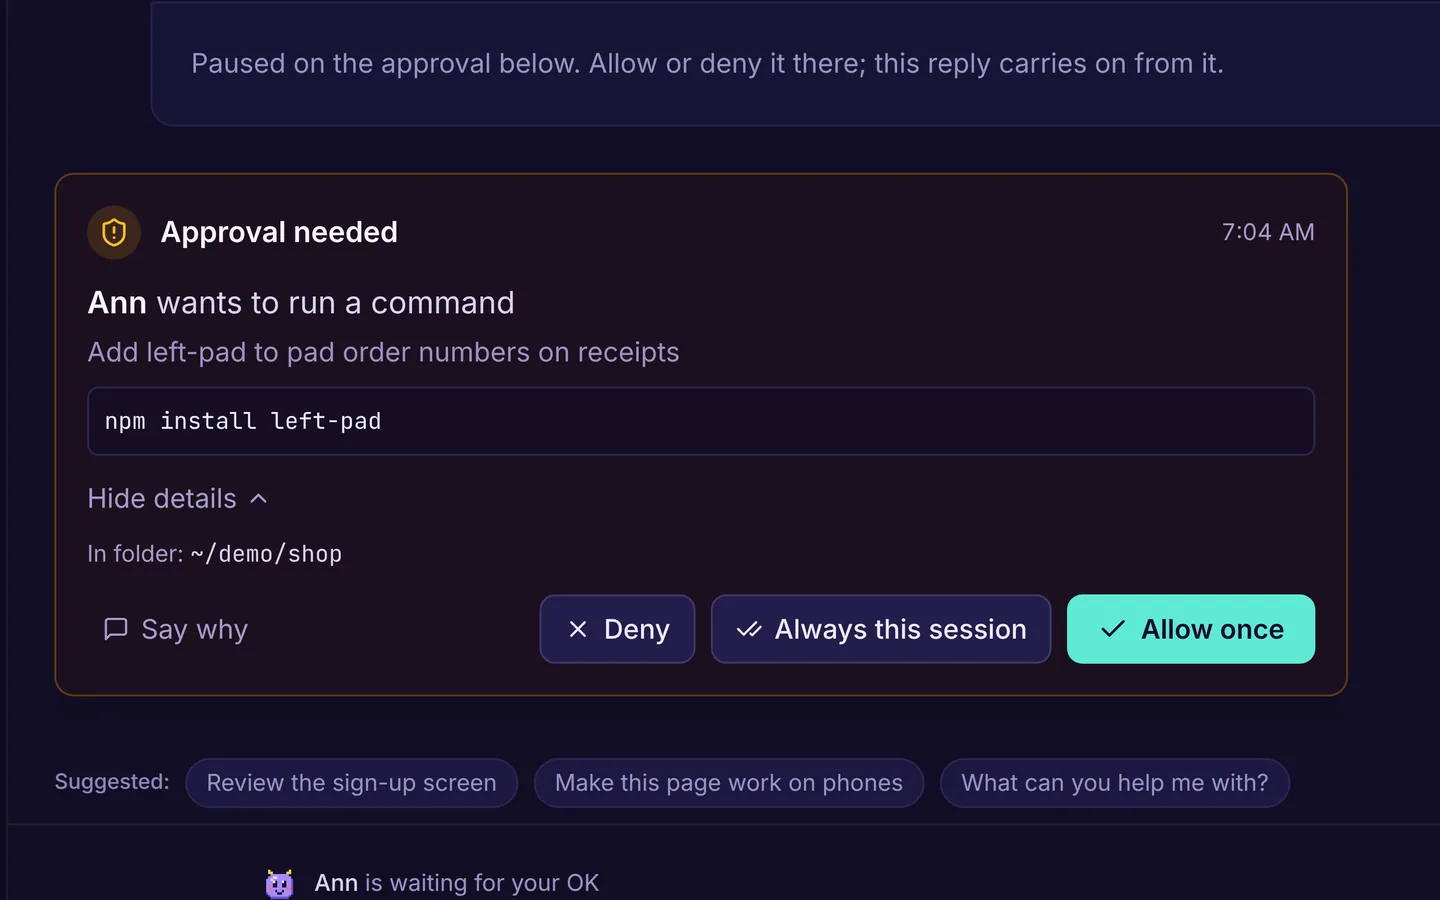 Paused on the approval below. Allow or deny it there; this reply carries on from it.
Approval needed
7:04 AM
Ann wants to run a command
Add left-pad to pad order numbers on receipts
npm install left-pad
Hide details
In folder: ~/demo/shop
Say why
Deny
Always this session
Allow once
Suggested:
Review the sign-up screen
Make this page work on phones
What can you help me with?
Ann is waiting for your OK